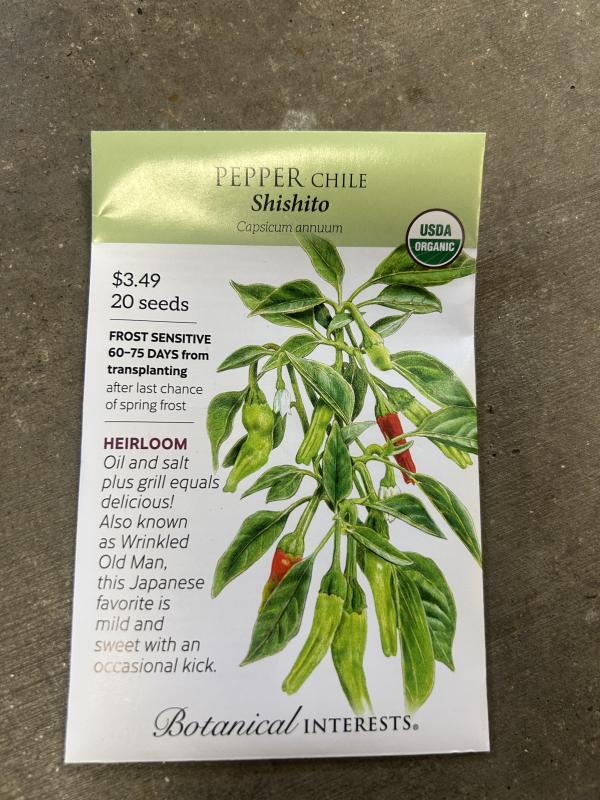 PEPPER CHILE
Shishito
Capsicum annuum
USDA
ORGANIC
$3.49
20 seeds
FROST SENSITIVE
60-75 DAYS from
transplanting
after last chance
of spring frost
HEIRLOOM
Oil and salt
plus grill equals
delicious!
Also known
as Wrinkled
Old Man,
this Japanese
favorite is
mild and
sweet with an
occasional kick.
Botanical INTERESTS®